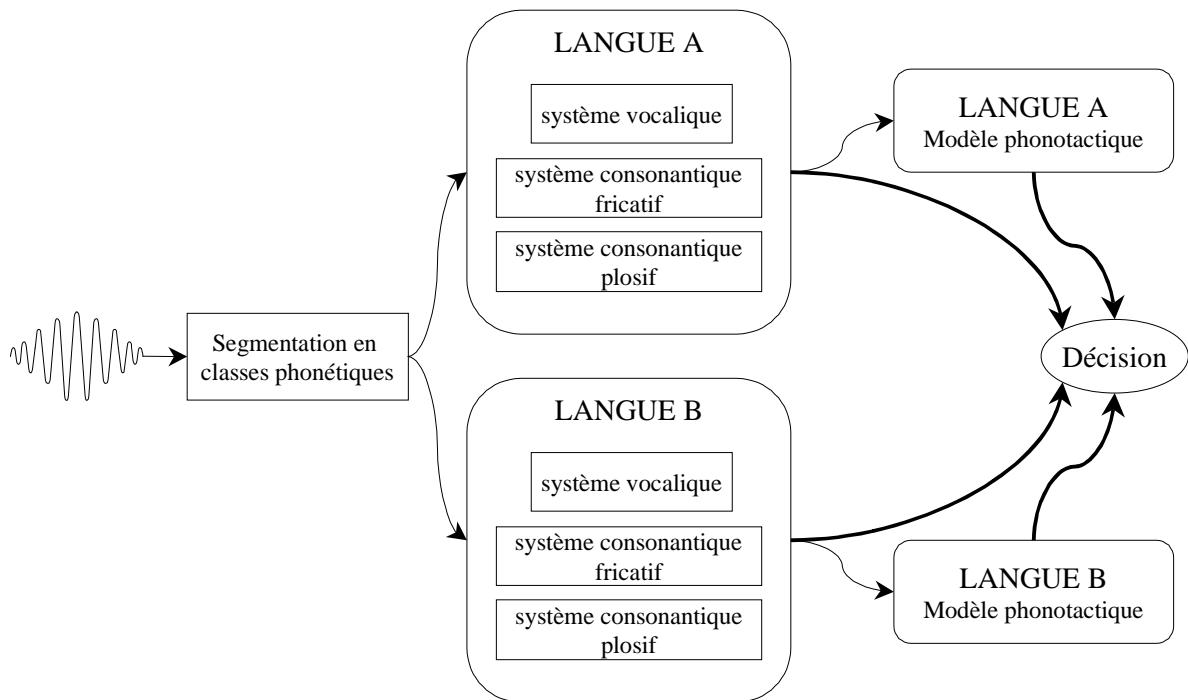 LANGUE A
système vocalique
système consonantique
fricatif
système consonantique
plosif
LANGUE A
Modèle phonotactique
Segmentation en
classes phonétiques
Décision
LANGUE B
système vocalique
système consonantique
fricatif
système consonantique
plosif
LANGUE B
Modèle phonotactique